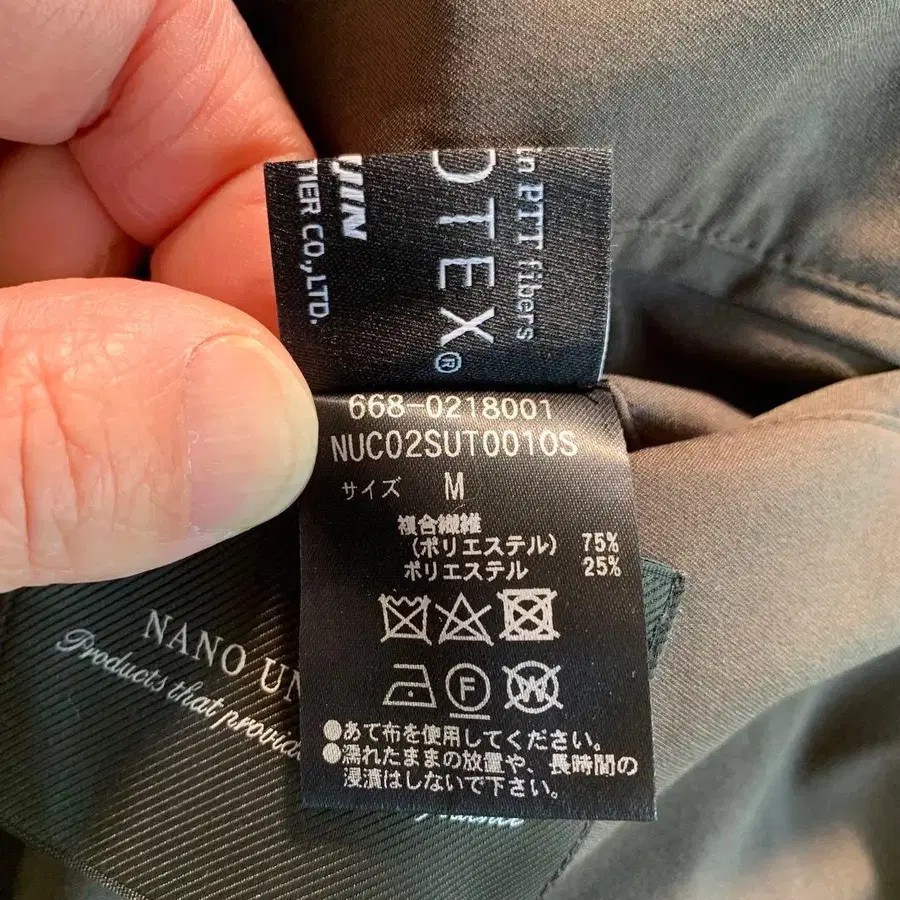 IJIN
TIER CO.,LTD.
DTEX®
in PTT fibers
668-0218001
NUC02SUT0010S
サイズ M
複合繊維
(ポリエステル) 75%
ポリエステル 25%
F
W
●あて布を使用してください。
●濡れたままの放置や、長時間の
浸漬はしないで下さい。
NANO UN
Products that provid